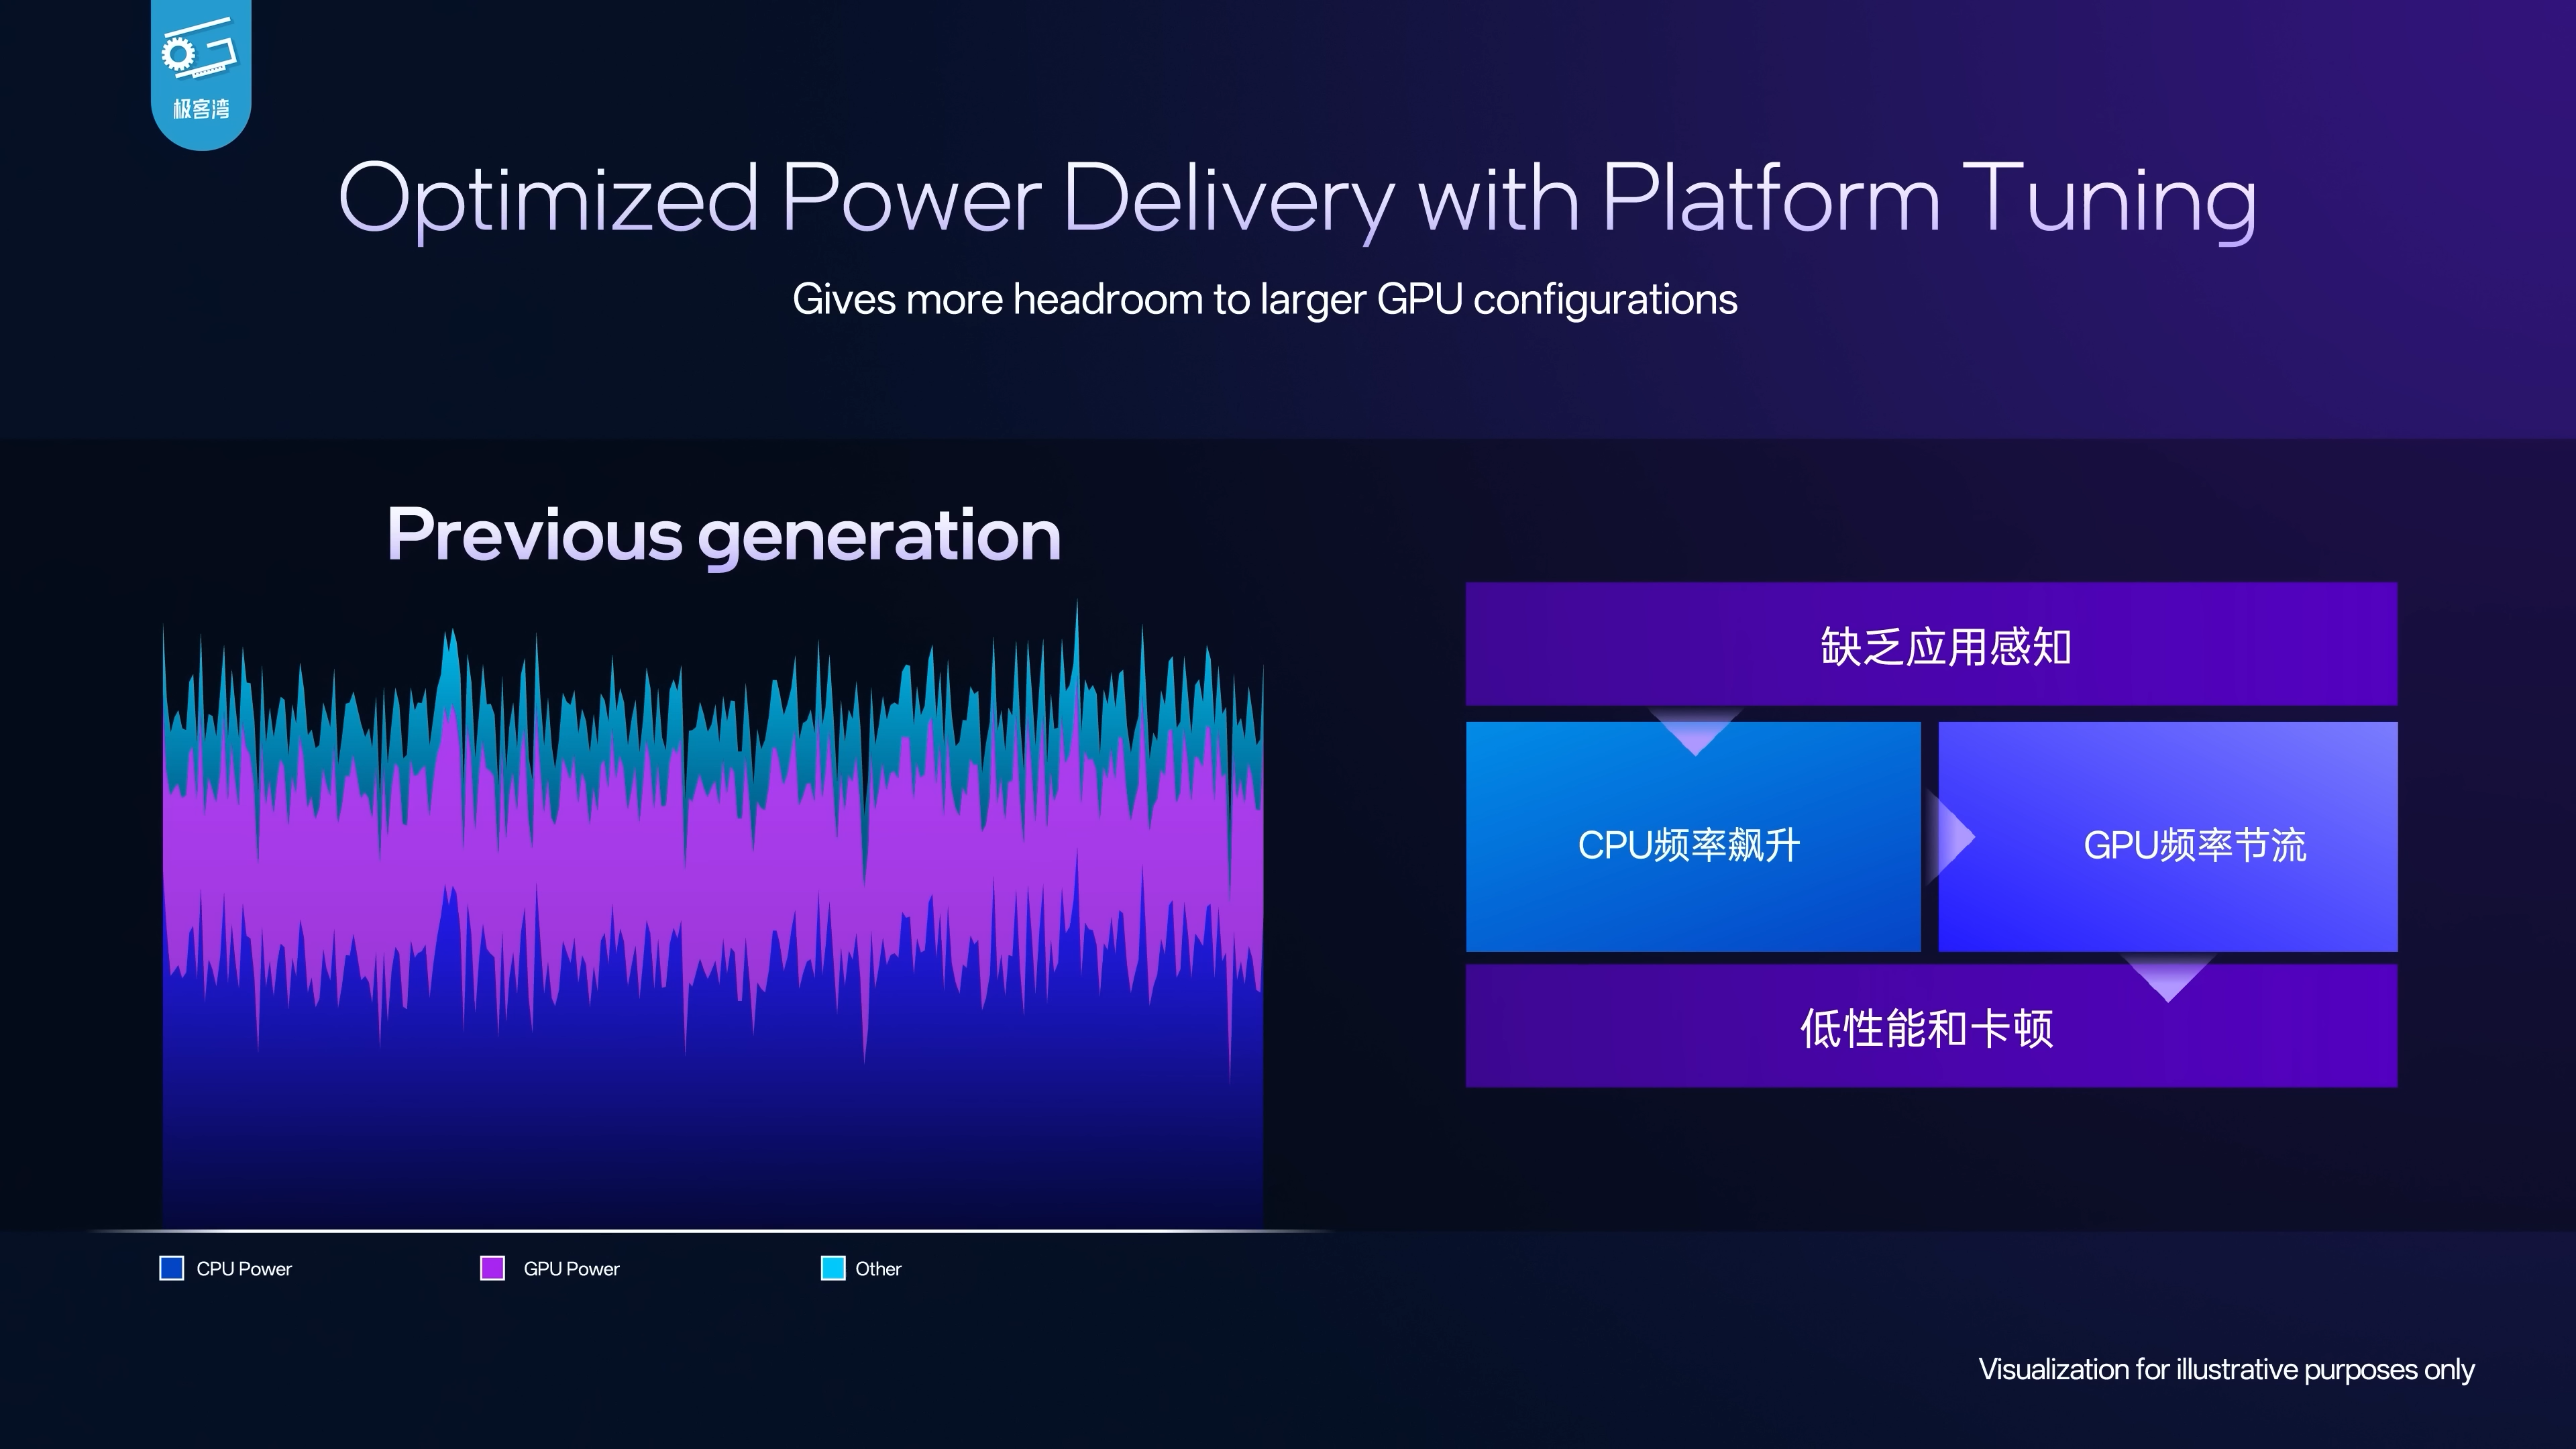 极客湾
Optimized Power Delivery with Platform Tuning
Gives more headroom to larger GPU configurations
Previous generation
缺乏应用感知
CPU频率飙升
GPU频率节流
低性能和卡顿
CPU Power
GPU Power
Other
Visualization for illustrative purposes only